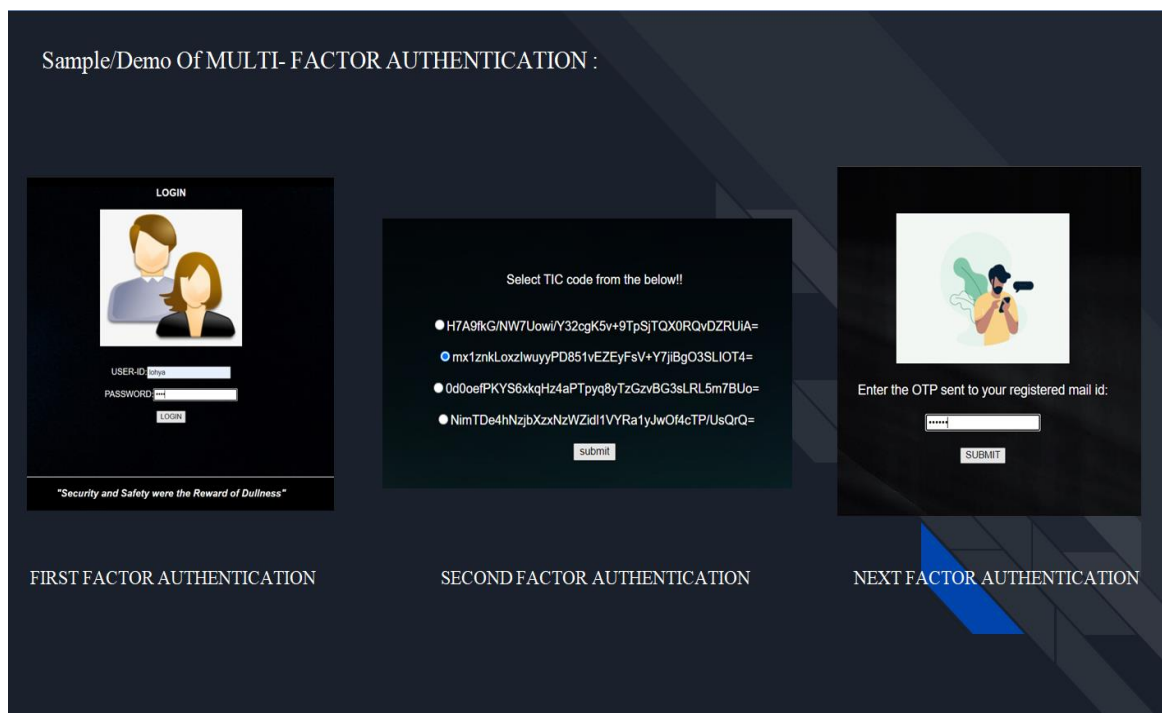 Sample/Demo Of MULTI- FACTOR AUTHENTICATION :
LOGIN
USER-ID: lohya
PASSWORD: ••••
LOGIN
"Security and Safety were the Reward of Dullness"
FIRST FACTOR AUTHENTICATION
Select TIC code from the below!!
H7A9fkG/NW7Uowi/Y32cgK5v+9TpSjTQX0RQvDZRUiA=
mx1znkLoxzIwuyyPD851vEZEyFsV+Y7jiBgO3SLIOT4=
0d0oefPKYS6xkqHz4aPTpyq8yTzGzvBG3sLRL5m7BUo=
NimTDe4hNzjbXzxNzWZidI1VYRa1yJwOf4cTP/UsQrQ=
submit
SECOND FACTOR AUTHENTICATION
Enter the OTP sent to your registered mail id:
••••••
SUBMIT
NEXT FACTOR AUTHENTICATION